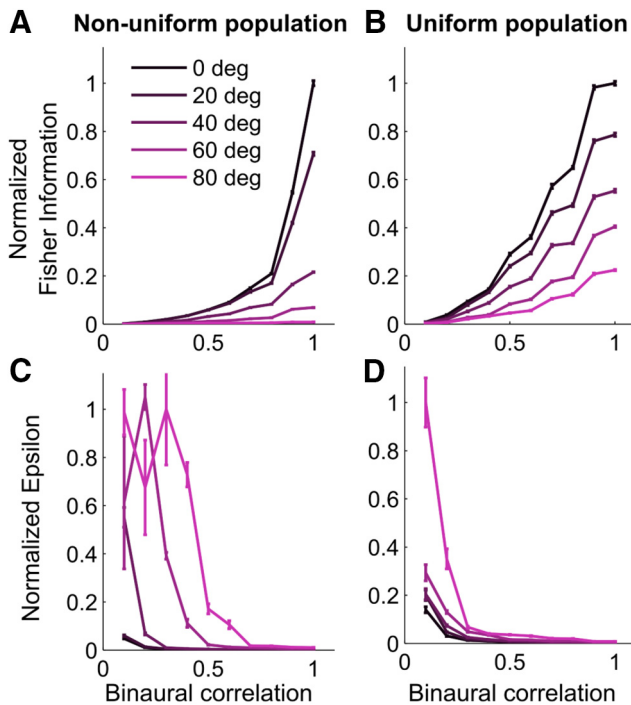 A Non-uniform population
B Uniform population
Normalized
Fisher Information
1
0.8
0.6
0.4
0.2
0
0 deg
20 deg
40 deg
60 deg
80 deg
0 0.5 1
1
0.8
0.6
0.4
0.2
0
0 0.5 1
C
Normalized Epsilon
1
0.8
0.6
0.4
0.2
0
0 0.5 1
Binaural correlation
D
1
0.8
0.6
0.4
0.2
0
0 0.5 1
Binaural correlation